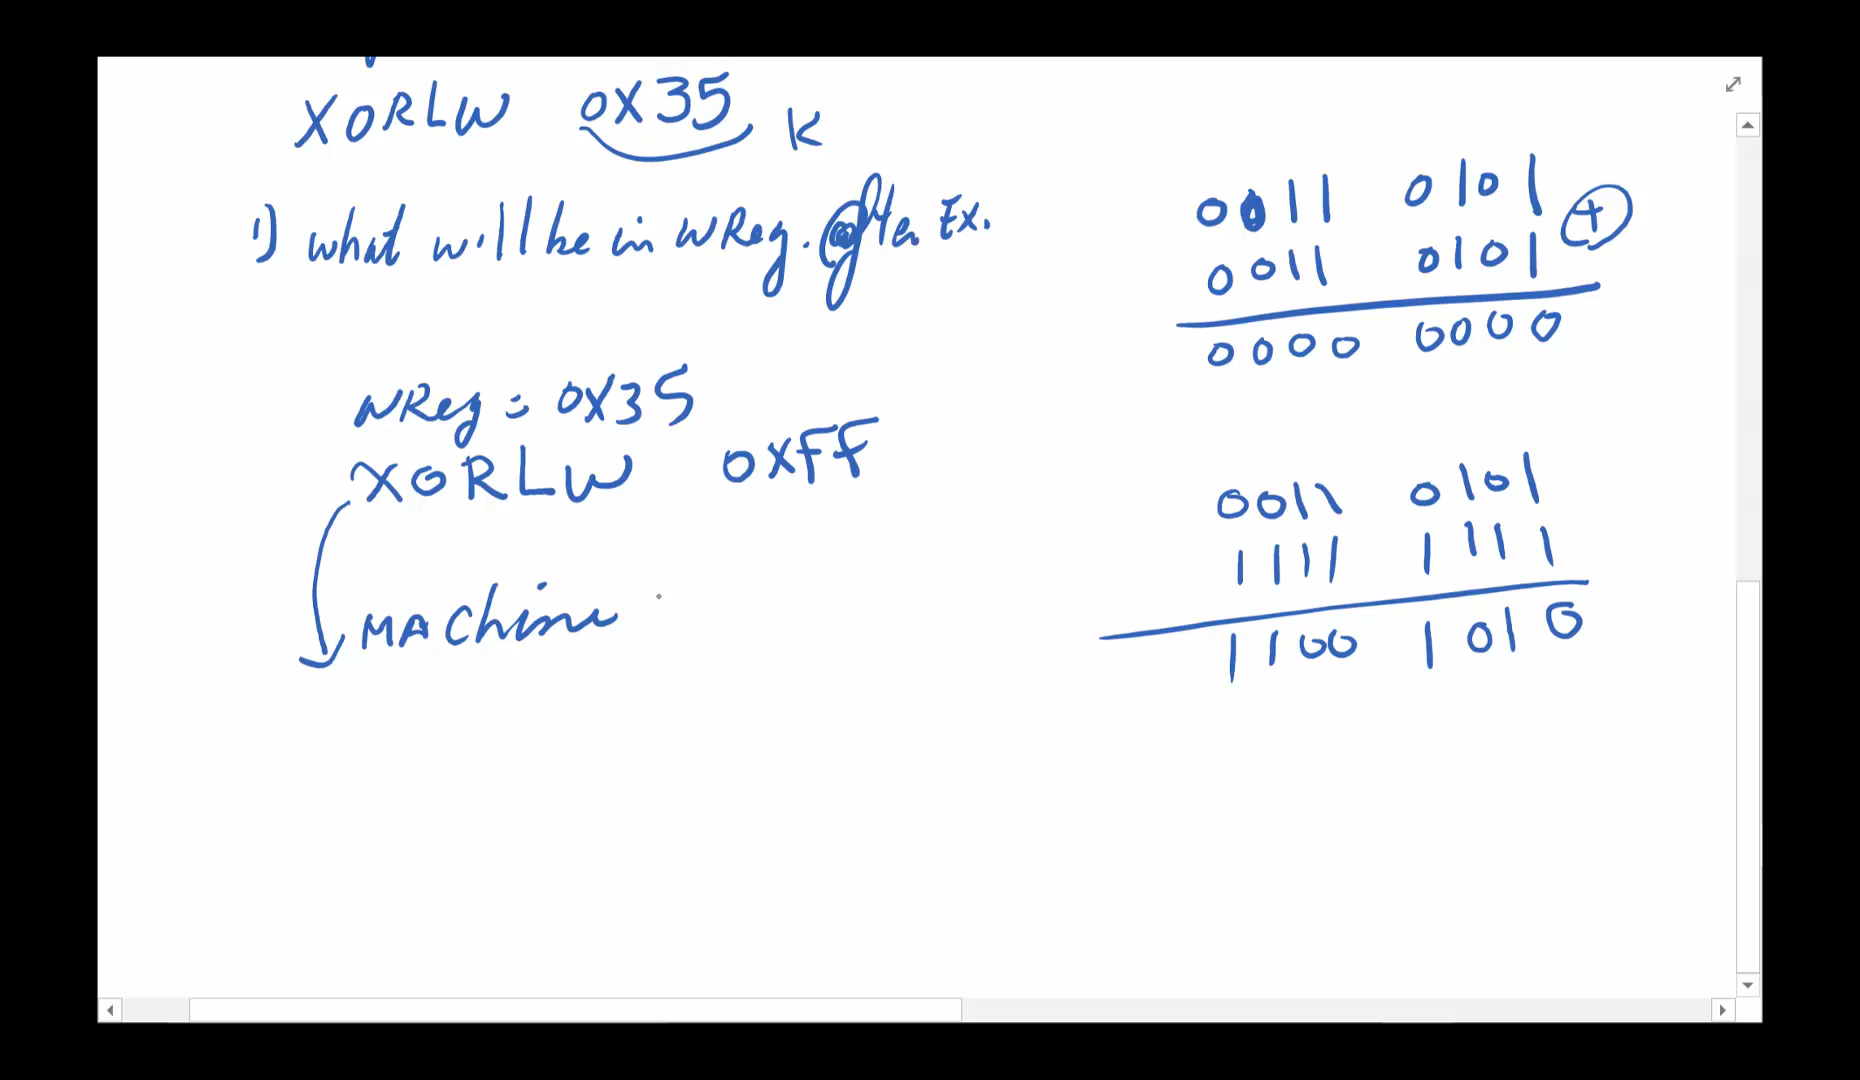 XORLW 0X35 K
1) what will be in WReg. after Ex.
WReg = 0X35
XORLW 0XFF
MAChine
0011 0101 +
0011 0101
0000 0000
0011 0101
1111 1111
1100 1010